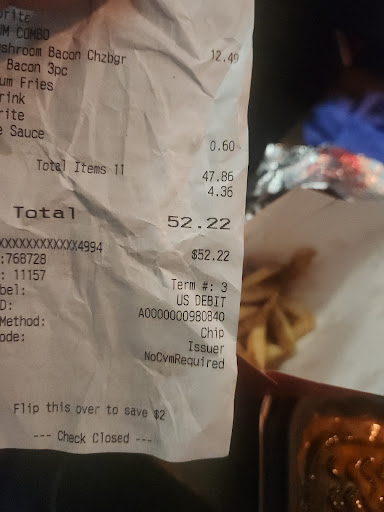 orite
UM COMBO
shroom Bacon Chzbgr 12.49
Bacon 3pc
um Fries
rink
rite
e Sauce 0.60
Total Items 11 47.86
4.36
Total 52.22
XXXXXXXXXXXX4994 $52.22
:768728
: 11157 Term #: 3
bel: US DEBIT
D: A0000000980840
Method: Chip
ode: Issuer
NoCvmRequired
Flip this over to save $2
--- Check Closed ---